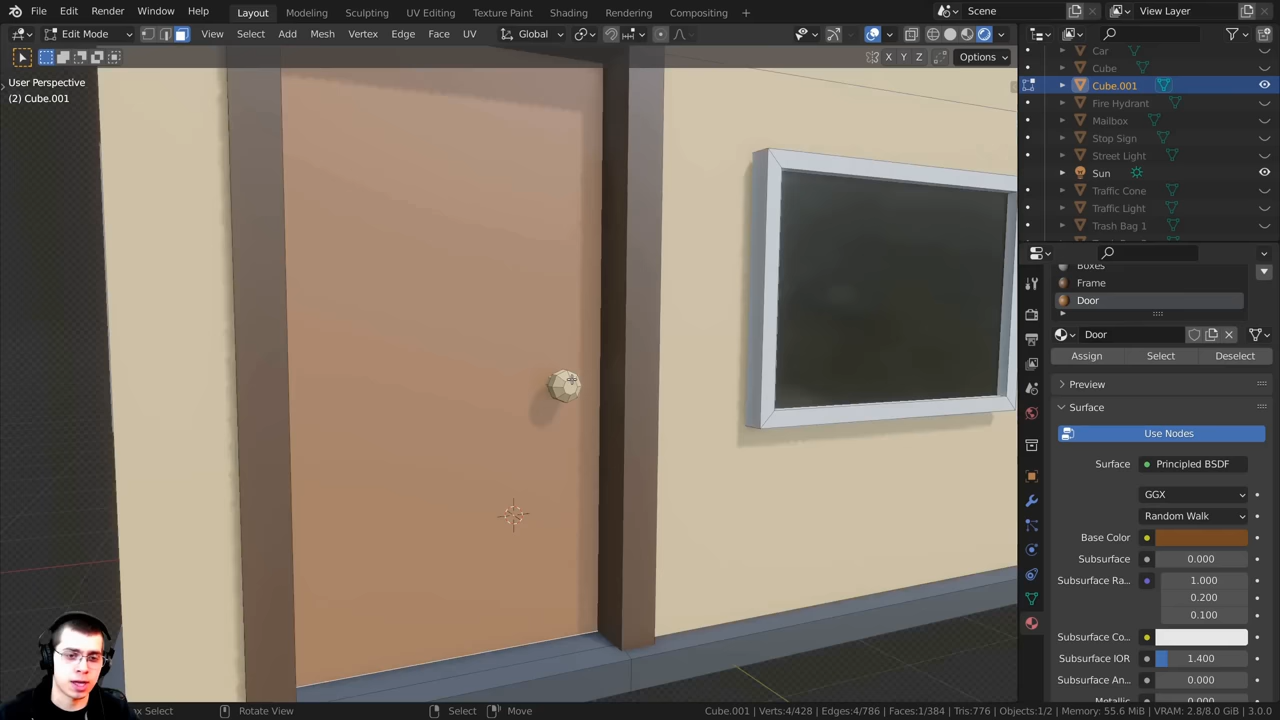 File Edit Render Window Help Layout Modeling Sculpting UV Editing Texture Paint Shading Rendering Compositing + Scene View Layer
Edit Mode View Select Add Mesh Vertex Edge Face UV Global
X Y Z Options
User Perspective
(2) Cube.001
Car
Cube
Cube.001
Fire Hydrant
Mailbox
Stop Sign
Street Light
Sun
Traffic Cone
Traffic Light
Trash Bag 1
Boxes
Frame
Door
Door
Assign Select Deselect
Preview
Surface
Use Nodes
Surface Principled BSDF
GGX
Random Walk
Base Color
Subsurface 0.000
Subsurface Ra... 1.000
0.200
0.100
Subsurface Co...
Subsurface IOR 1.400
Subsurface An... 0.000
Metallic 0.000
Select Rotate View Select Move Cube.001 | Verts:4/428 | Edges:4/786 | Faces:1/384 | Tris:776 | Objects:1/2 | Memory: 55.6 MiB | VRAM: 2.8/8.0 GiB | 3.0.0